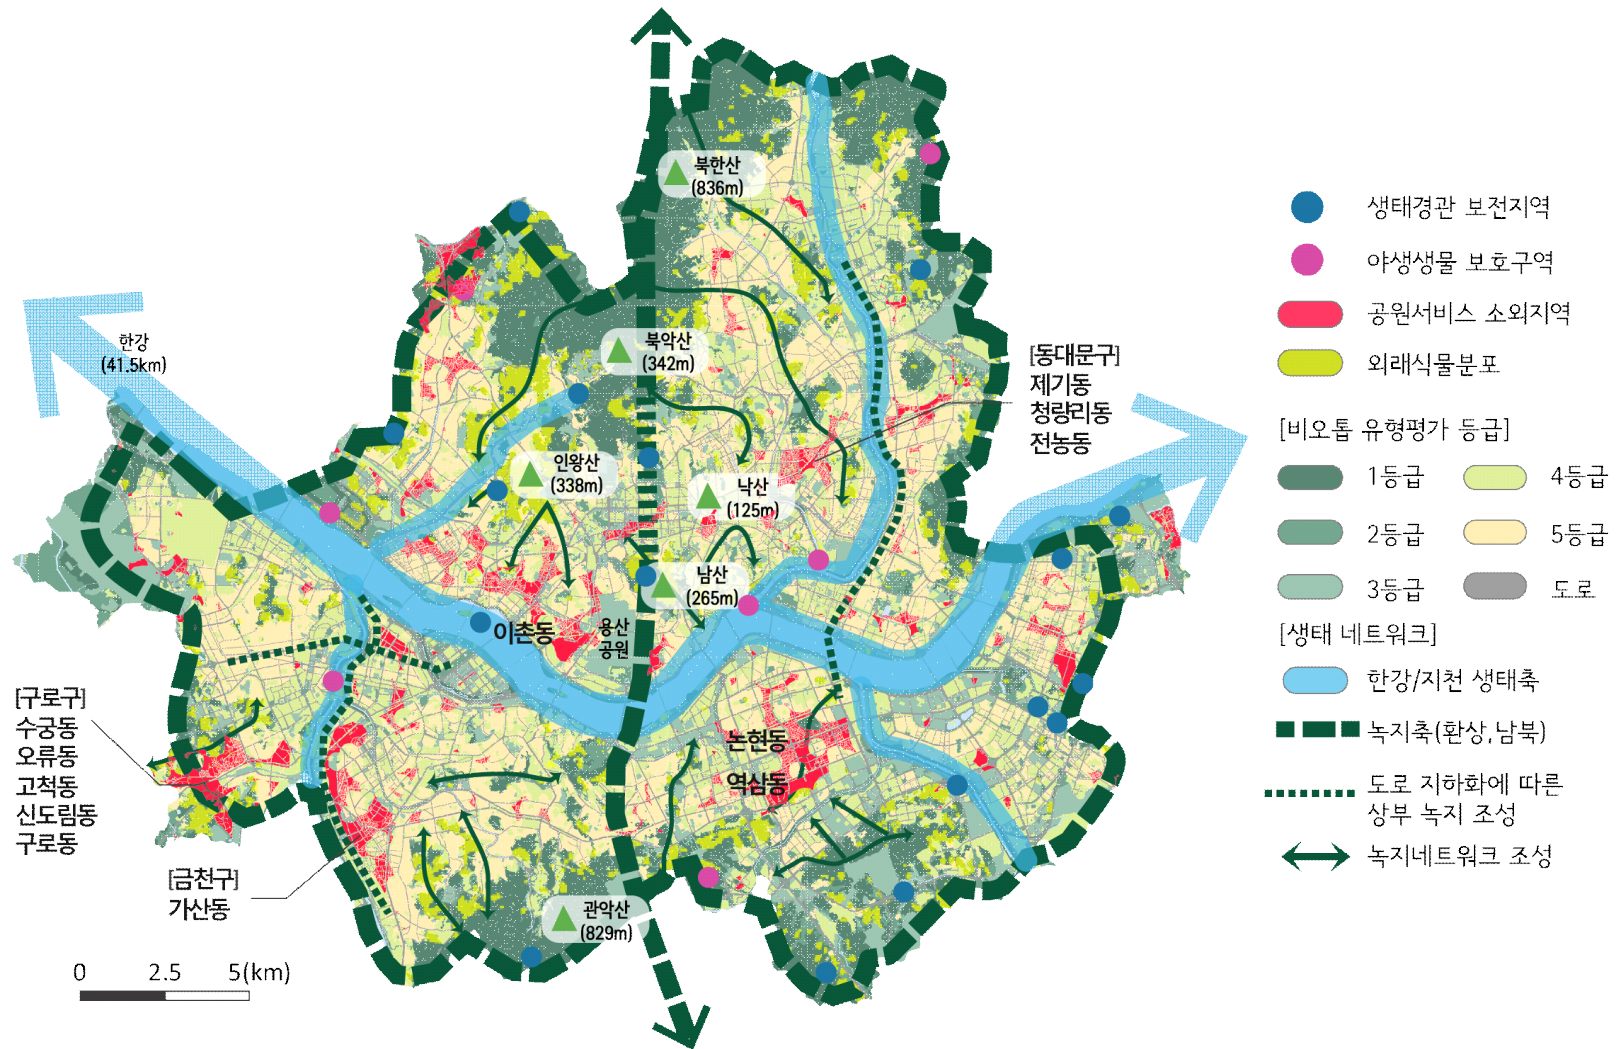 북한산
(836m)
한강
(41.5km)
북악산
(342m)
인왕산
(338m)
낙산
(125m)
남산
(265m)
이촌동
용산
공원
논현동
역삼동
관악산
(829m)
[동대문구]
제기동
청량리동
전농동
[구로구]
수궁동
오류동
고척동
신도림동
구로동
[금천구]
가산동
0 2.5 5(km)
생태경관 보전지역
야생생물 보호구역
공원서비스 소외지역
외래식물분포
[비오톱 유형평가 등급]
1등급 4등급
2등급 5등급
3등급 도로
[생태 네트워크]
한강/지천 생태축
녹지축(환상,남북)
도로 지하화에 따른
상부 녹지 조성
녹지네트워크 조성